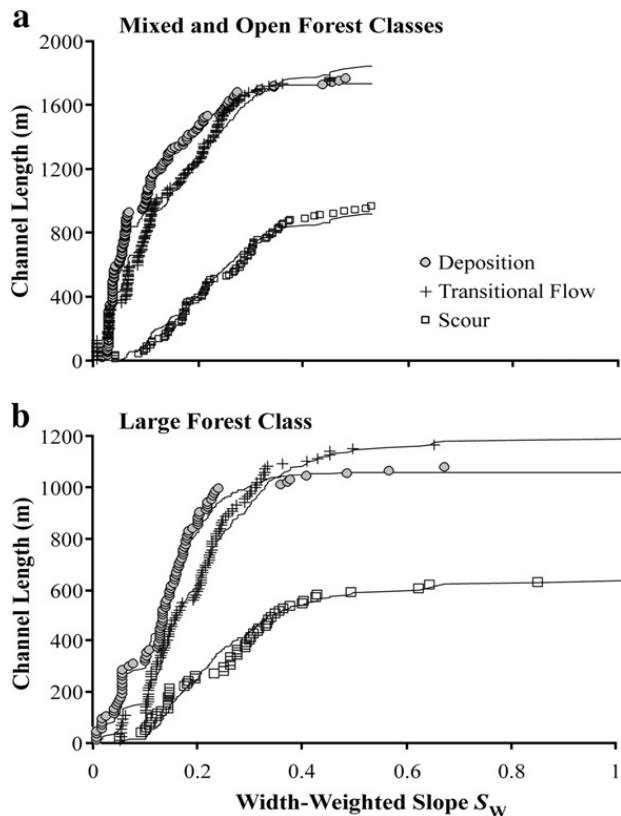 a
Mixed and Open Forest Classes
2000
1600
1200
800
400
0
Channel Length (m)
Deposition
Transitional Flow
Scour
b
Large Forest Class
1200
1000
800
600
400
200
0
Channel Length (m)
0 0.2 0.4 0.6 0.8 1
Width-Weighted Slope SW